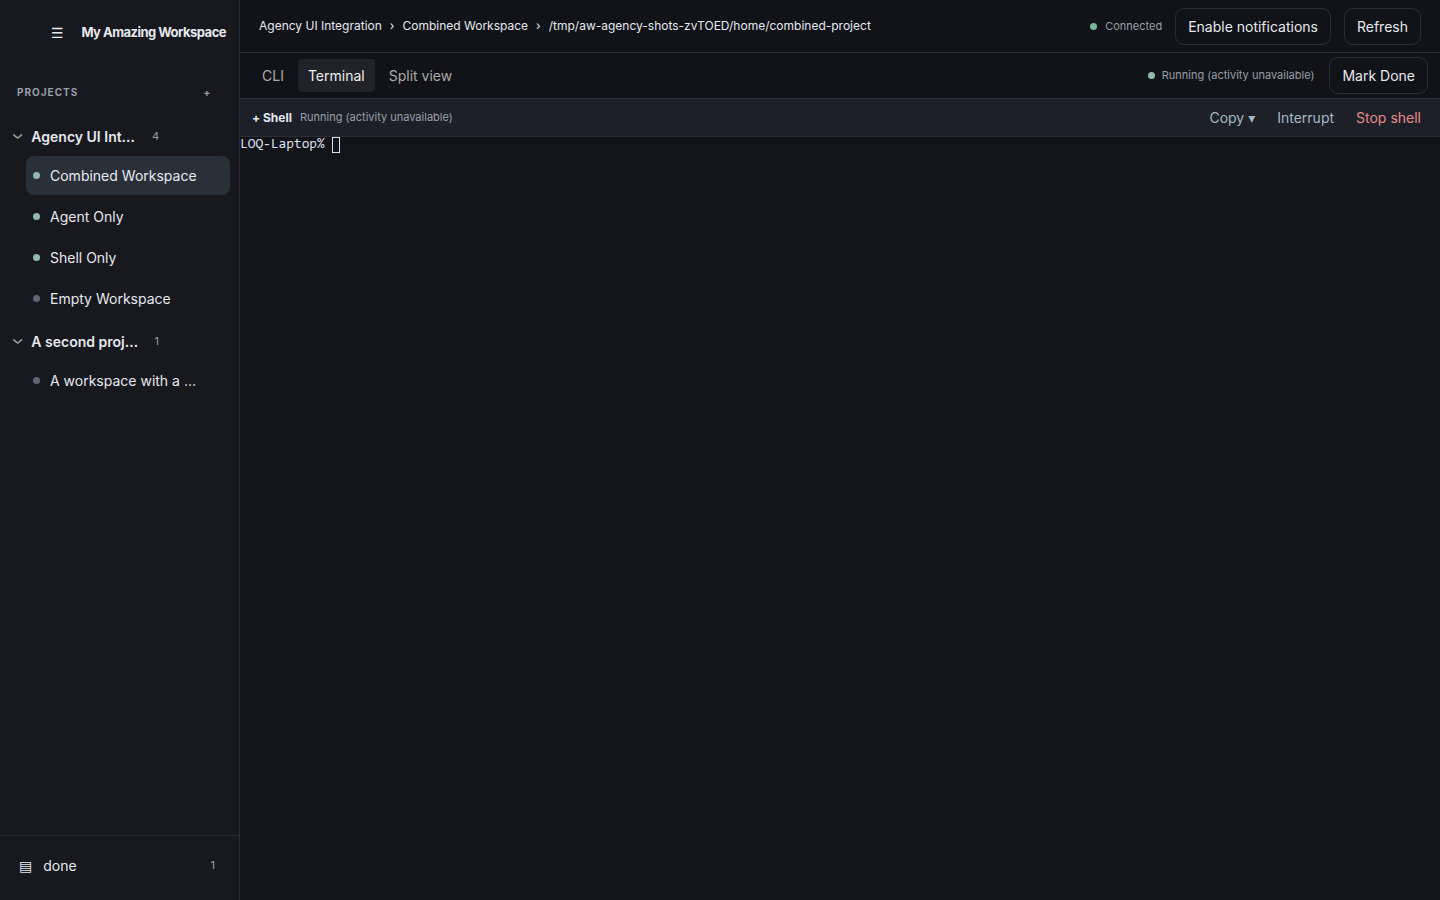 ☰ My Amazing Workspace
PROJECTS +
Agency UI Int... 4
Combined Workspace
Agent Only
Shell Only
Empty Workspace
A second proj... 1
A workspace with a ...
done 1
Agency UI Integration › Combined Workspace › /tmp/aw-agency-shots-zvTOED/home/combined-project
Connected Enable notifications Refresh
CLI Terminal Split view
Running (activity unavailable) Mark Done
+ Shell Running (activity unavailable)
Copy ▾ Interrupt Stop shell
LOQ-Laptop%